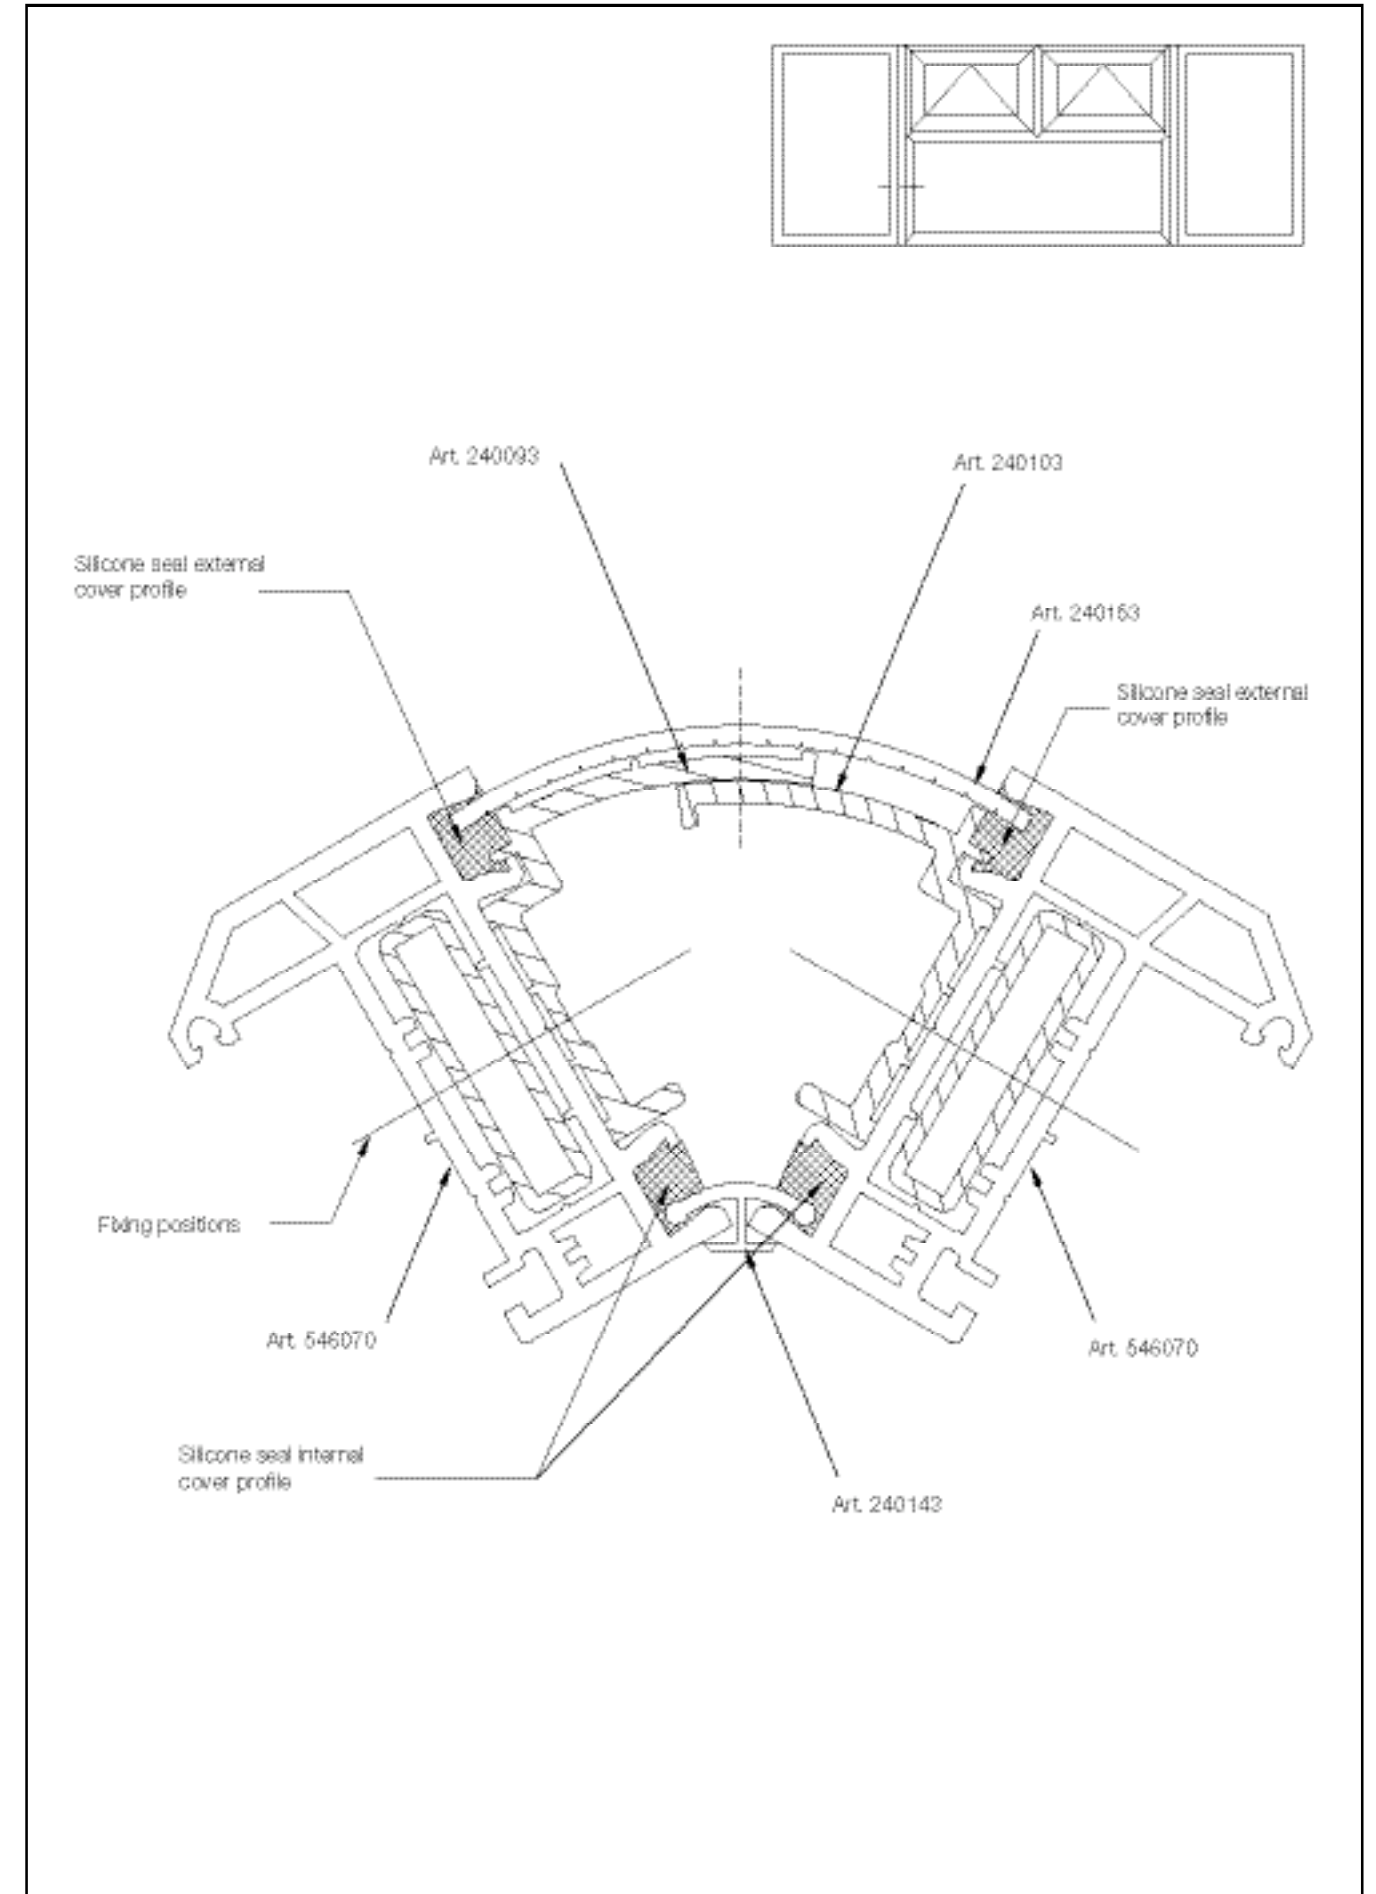 Art. 240093
Art. 240103
Silicone seal external
cover profile
Art. 240153
Silicone seal external
cover profile
Fixing positions
Art. 546070
Art. 546070
Silicone seal internal
cover profile
Art. 240143